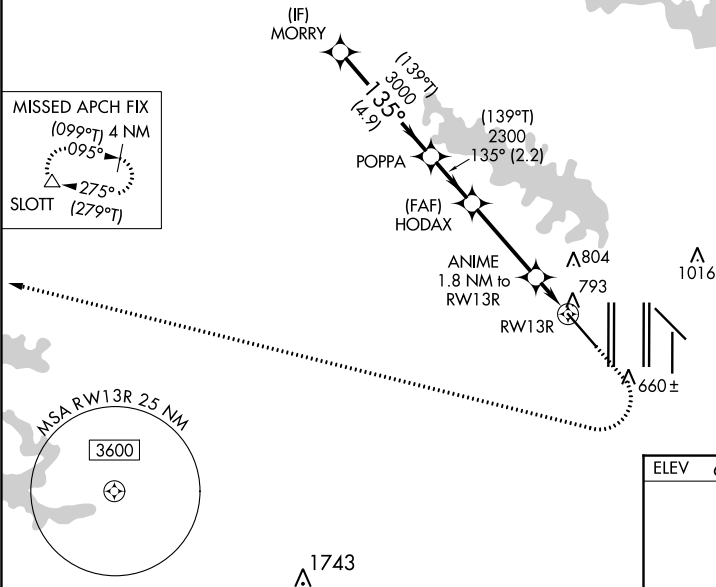 (IF)
MORRY
(139°T)
3000
135°
(4.9)
MISSED APCH FIX
(099°T) 4 NM
095°
275°
SLOTT
(279°T)
(139°T)
2300
135° (2.2)
POPPA
(FAF)
HODAX
ANIME
1.8 NM to
RW13R
804
1016
793
RW13R
660±
MSA RW13R 25 NM
3600
ELEV
1743